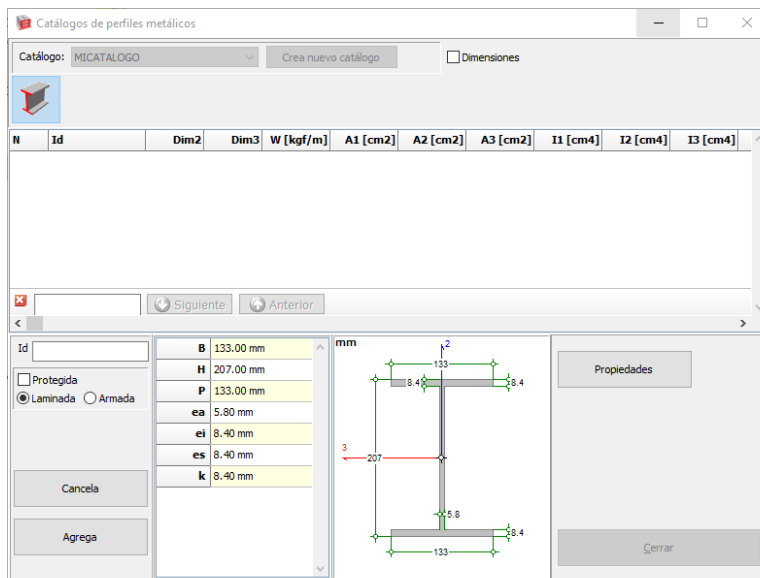 Catálogos de perfiles metálicos
Catálogo: MICATALOGO Crea nuevo catálogo Dimensiones
N Id Dim2 Dim3 W [kgf/m] A1 [cm2] A2 [cm2] A3 [cm2] I1 [cm4] I2 [cm4] I3 [cm4]
Siguiente Anterior
Id
Protegida
Laminada Armada
Cancela
Agrega
B 133.00 mm
H 207.00 mm
P 133.00 mm
ea 5.80 mm
ei 8.40 mm
es 8.40 mm
k 8.40 mm
mm
2
133
8.4 8.4
3
207
5.8
8.4
133
Propiedades
Cerrar